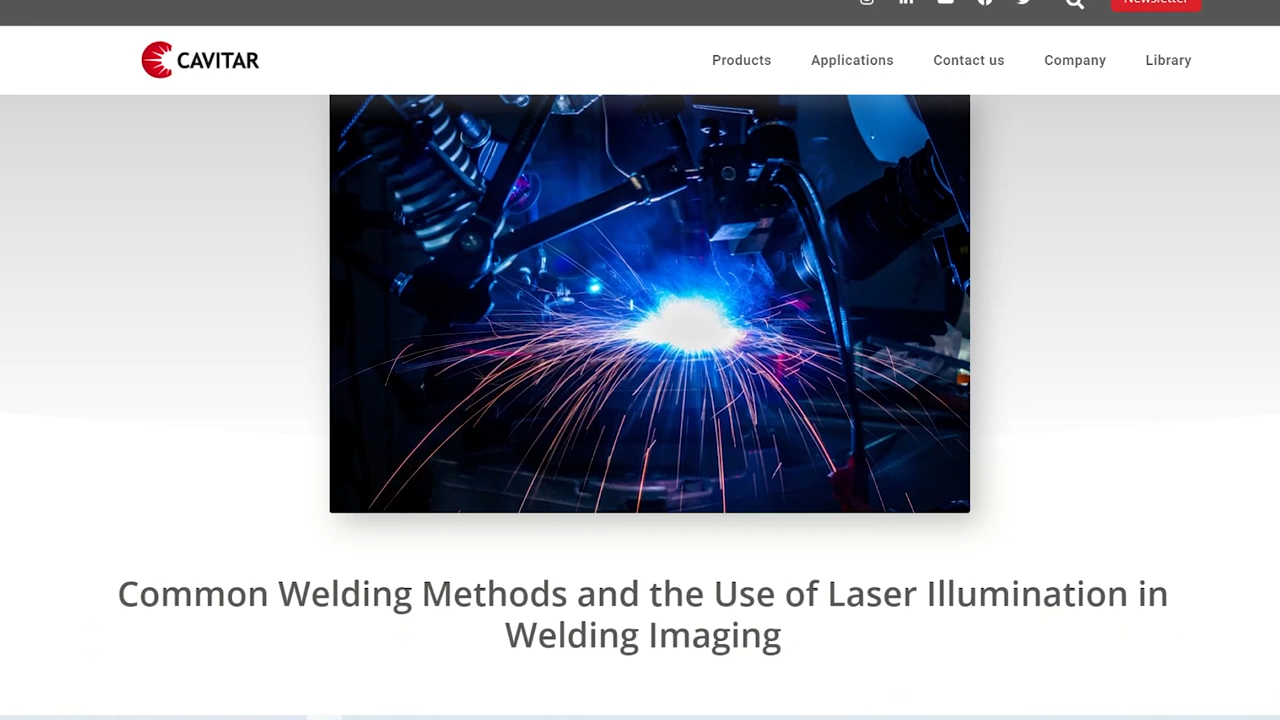 Newsletter
CAVITAR
Products
Applications
Contact us
Company
Library
Common Welding Methods and the Use of Laser Illumination in
Welding Imaging